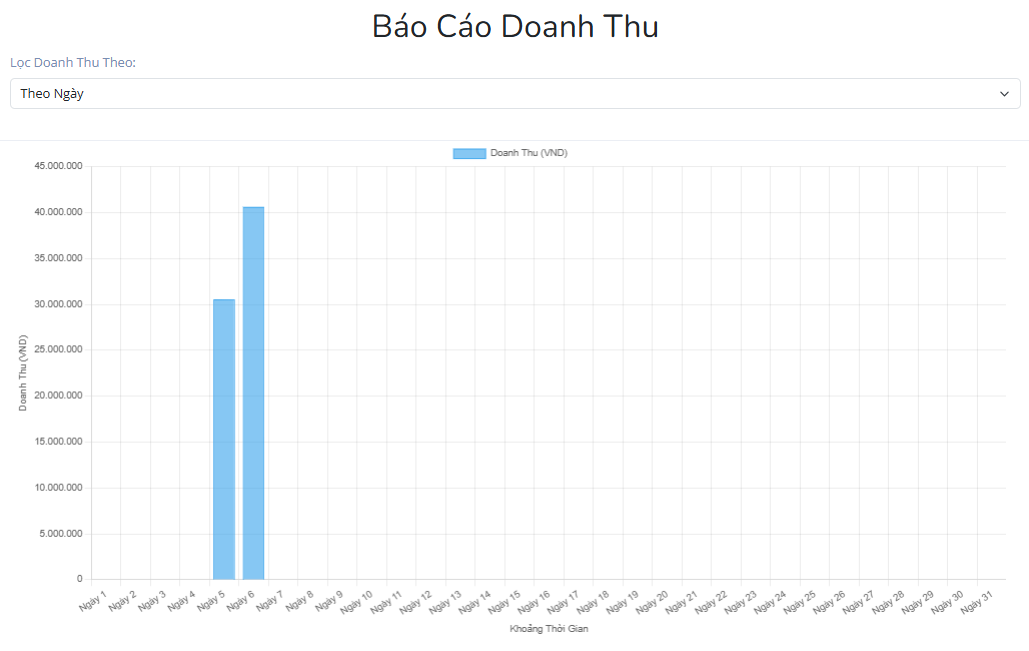 Báo Cáo Doanh Thu
Lọc Doanh Thu Theo:
Theo Ngày
Doanh Thu (VND)
45.000.000
40.000.000
35.000.000
30.000.000
25.000.000
20.000.000
15.000.000
10.000.000
5.000.000
0
Doanh Thu (VND)
Ngày 1 Ngày 2 Ngày 3 Ngày 4 Ngày 5 Ngày 6 Ngày 7 Ngày 8 Ngày 9 Ngày 10 Ngày 11 Ngày 12 Ngày 13 Ngày 14 Ngày 15 Ngày 16 Ngày 17 Ngày 18 Ngày 19 Ngày 20 Ngày 21 Ngày 22 Ngày 23 Ngày 24 Ngày 25 Ngày 26 Ngày 27 Ngày 28 Ngày 29 Ngày 30 Ngày 31
Khoảng Thời Gian